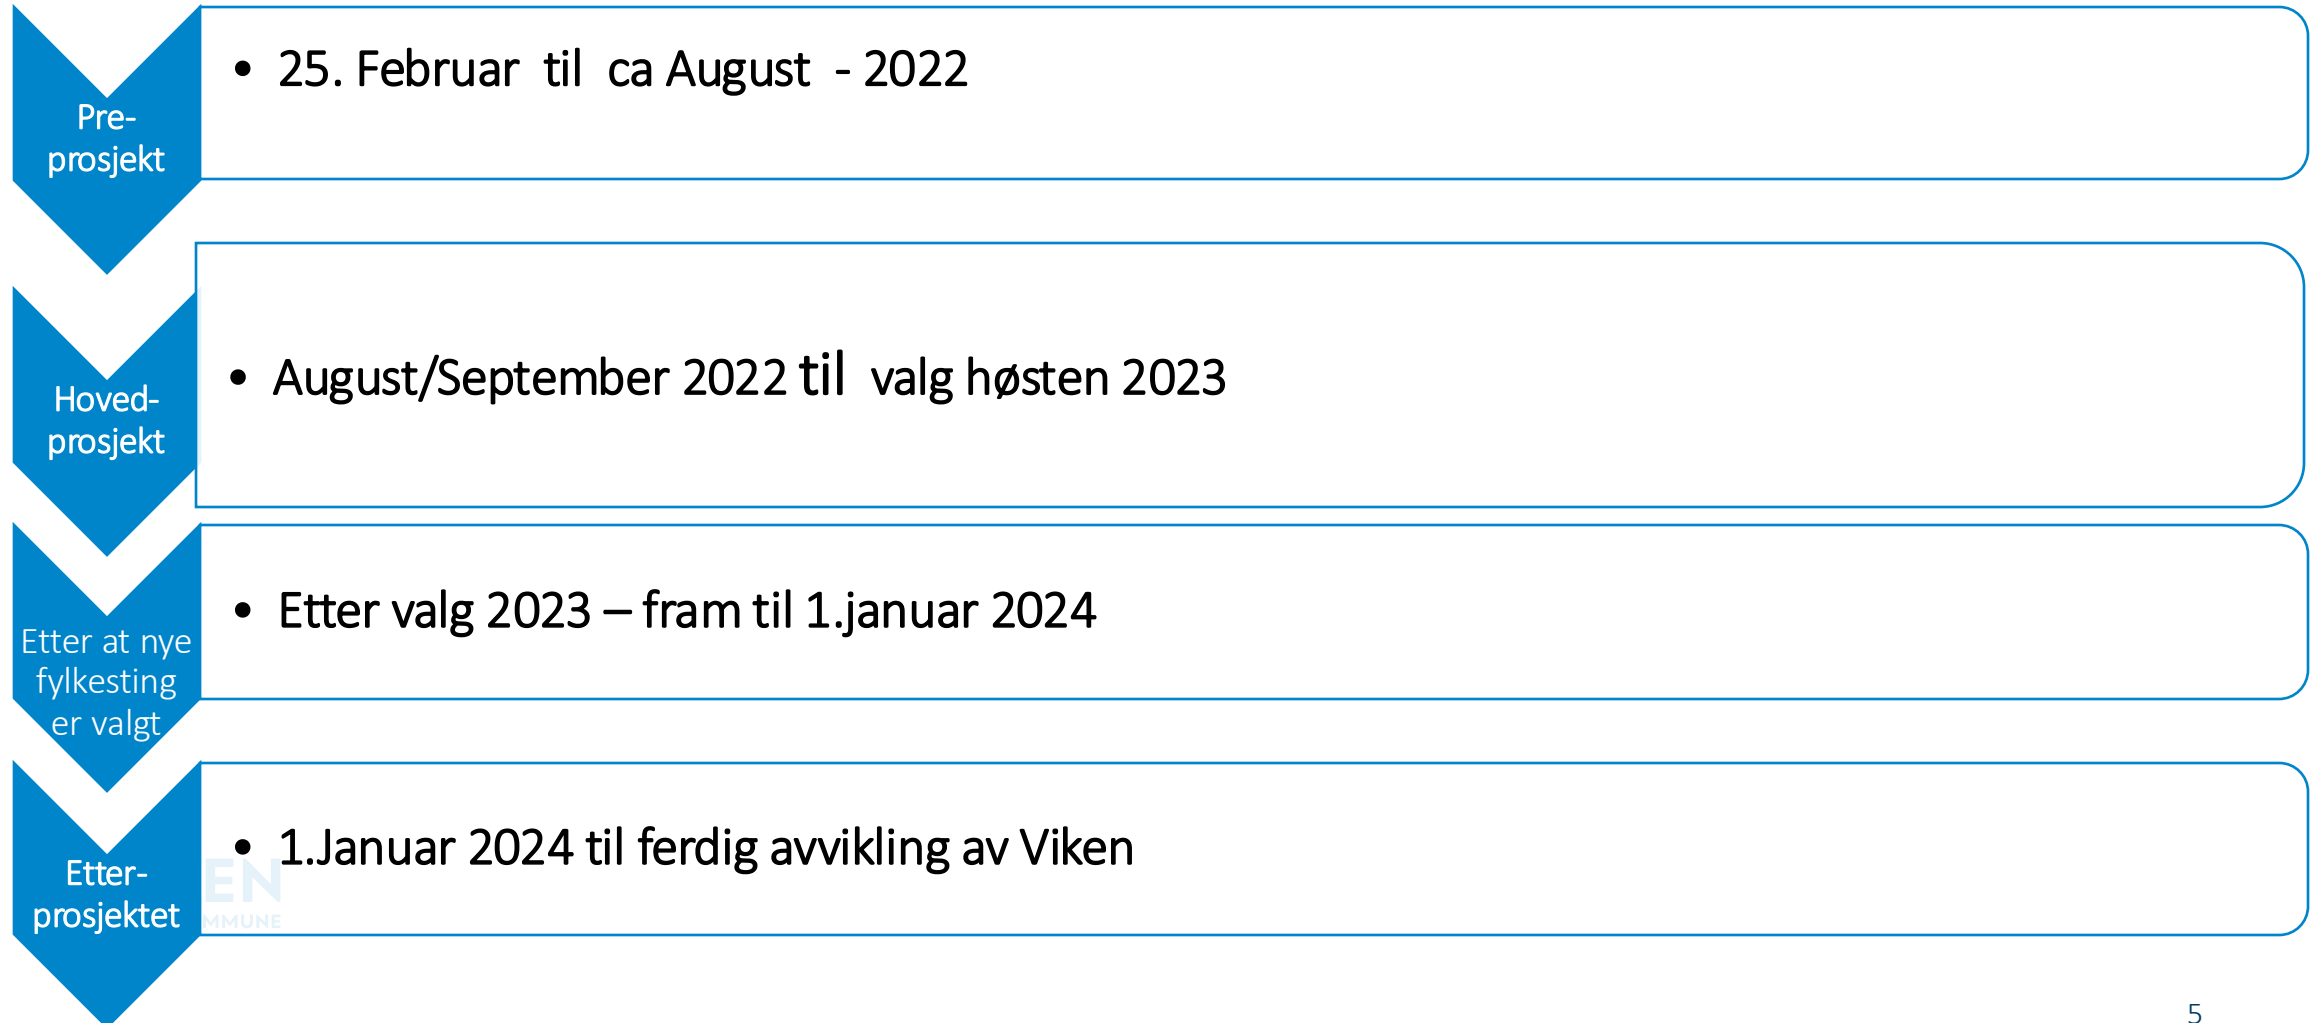 Pre-
prosjekt
• 25. Februar til ca August - 2022
Hoved-
prosjekt
• August/September 2022 til valg høsten 2023
Etter at nye
fylkesting
er valgt
• Etter valg 2023 – fram til 1.januar 2024
Etter-
prosjektet
• 1.Januar 2024 til ferdig avvikling av Viken
EN
MMUNE
5